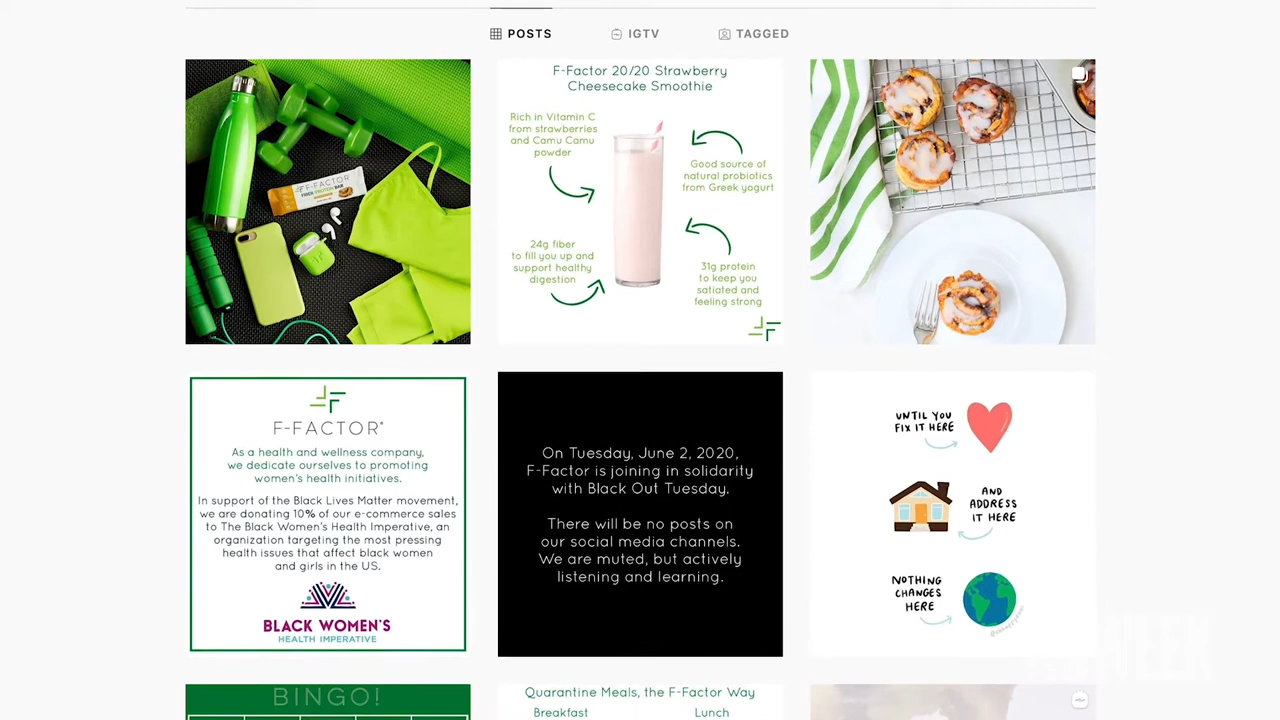 POSTS
IGTV
TAGGED
F-FACTOR
FIBER/PROTEIN BAR
F-Factor 20/20 Strawberry
Cheesecake Smoothie
Rich in Vitamin C
from strawberries
and Camu Camu
powder
Good source of
natural probiotics
from Greek yogurt
24g fiber
to fill you up and
support healthy
digestion
31g protein
to keep you
satiated and
feeling strong
F-FACTOR®
As a health and wellness company,
we dedicate ourselves to promoting
women's health initiatives.
In support of the Black Lives Matter movement,
we are donating 10% of our e-commerce sales
to The Black Women's Health Imperative, an
organization targeting the most pressing
health issues that affect black women
and girls in the US.
BLACK WOMEN'S
HEALTH IMPERATIVE
On Tuesday, June 2, 2020,
F-Factor is joining in solidarity
with Black Out Tuesday.
There will be no posts on
our social media channels.
We are muted, but actively
listening and learning.
UNTIL YOU
FIX IT HERE
AND
ADDRESS
IT HERE
NOTHING
CHANGES
HERE
BINGO!
Quarantine Meals, the F-Factor Way
Breakfast
Lunch
WEEK